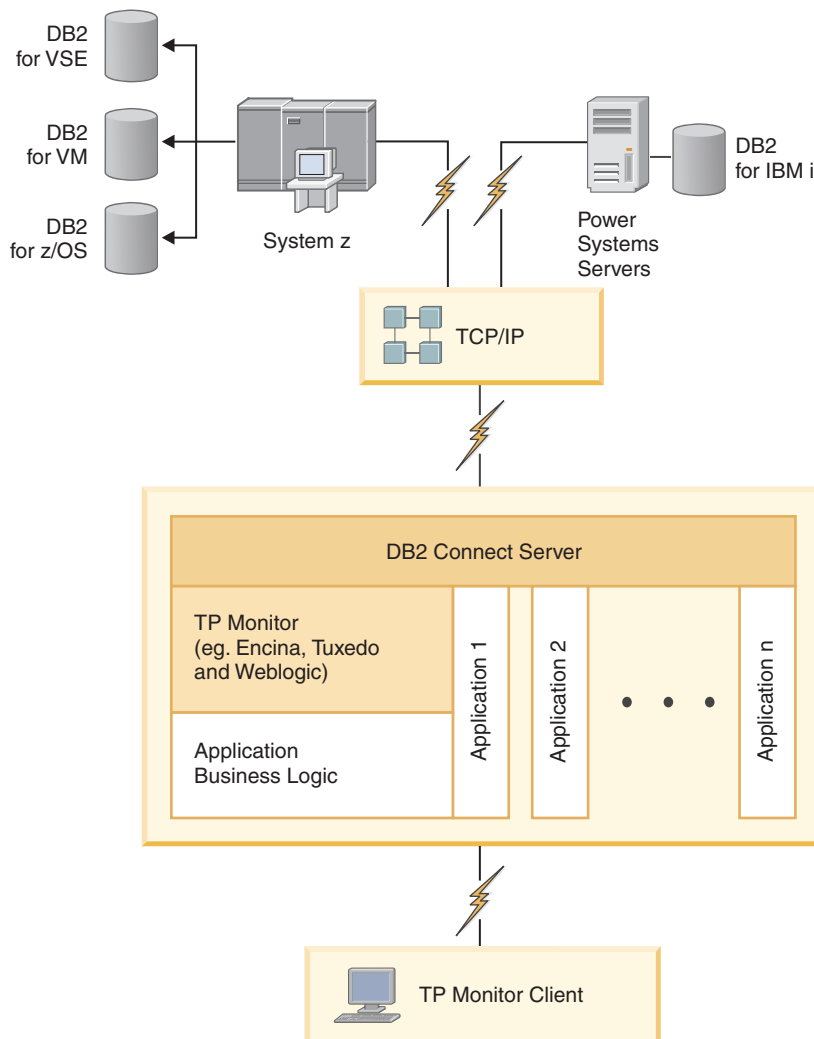 DB2
for VSE
DB2
for VM
DB2
for z/OS
System z
Power
Systems
Servers
DB2
for IBM i
TCP/IP
DB2 Connect Server
TP Monitor
(eg. Encina, Tuxedo
and Weblogic)
Application
Business Logic
Application 1
Application 2
Application n
TP Monitor Client